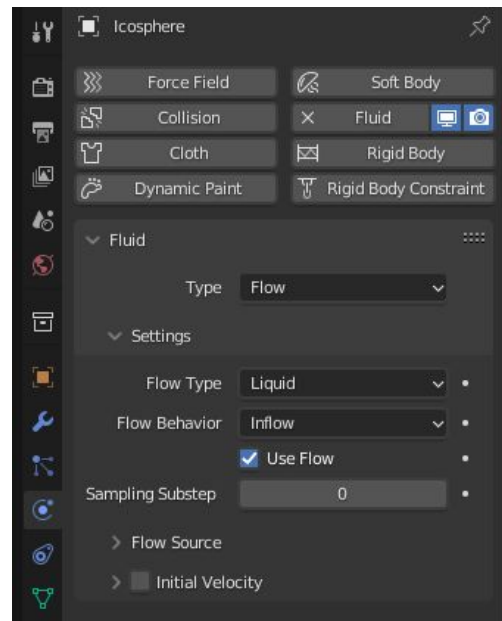 Icosphere
Force Field Soft Body
Collision Fluid
Cloth Rigid Body
Dynamic Paint Rigid Body Constraint
Fluid
Type Flow
Settings
Flow Type Liquid
Flow Behavior Inflow
Use Flow
Sampling Substep 0
Flow Source
Initial Velocity